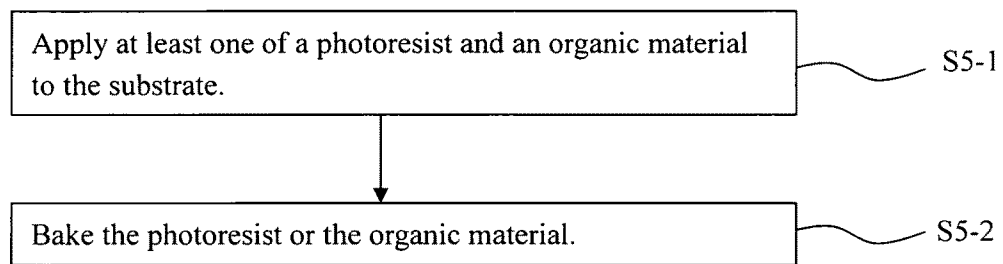 Apply at least one of a photoresist and an organic material
to the substrate.
S5-1
Bake the photoresist or the organic material.
S5-2